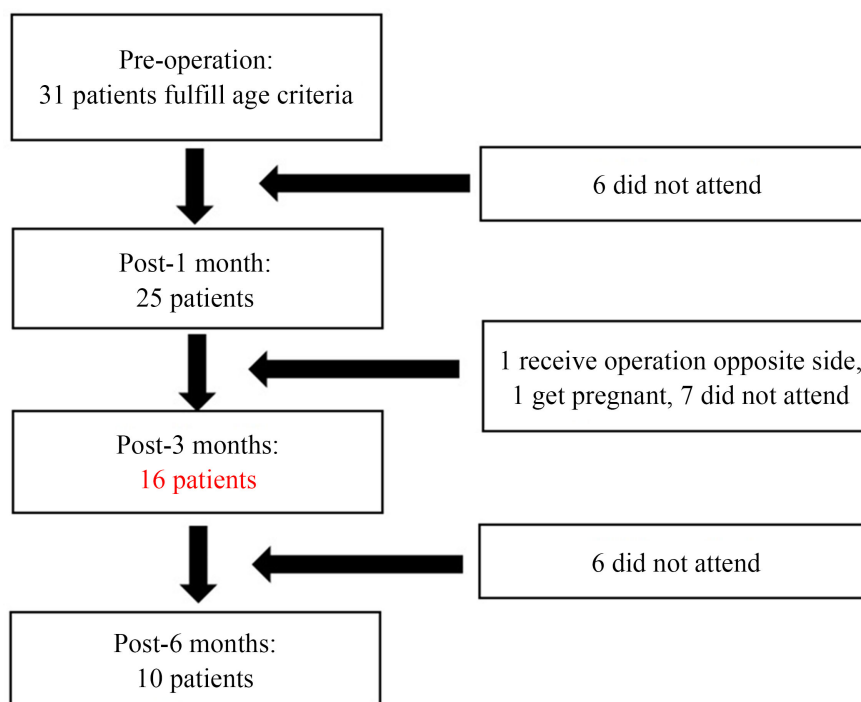 Pre-operation:
31 patients fulfill age criteria
6 did not attend
Post-1 month:
25 patients
1 receive operation opposite side,
1 get pregnant, 7 did not attend
Post-3 months:
16 patients
6 did not attend
Post-6 months:
10 patients